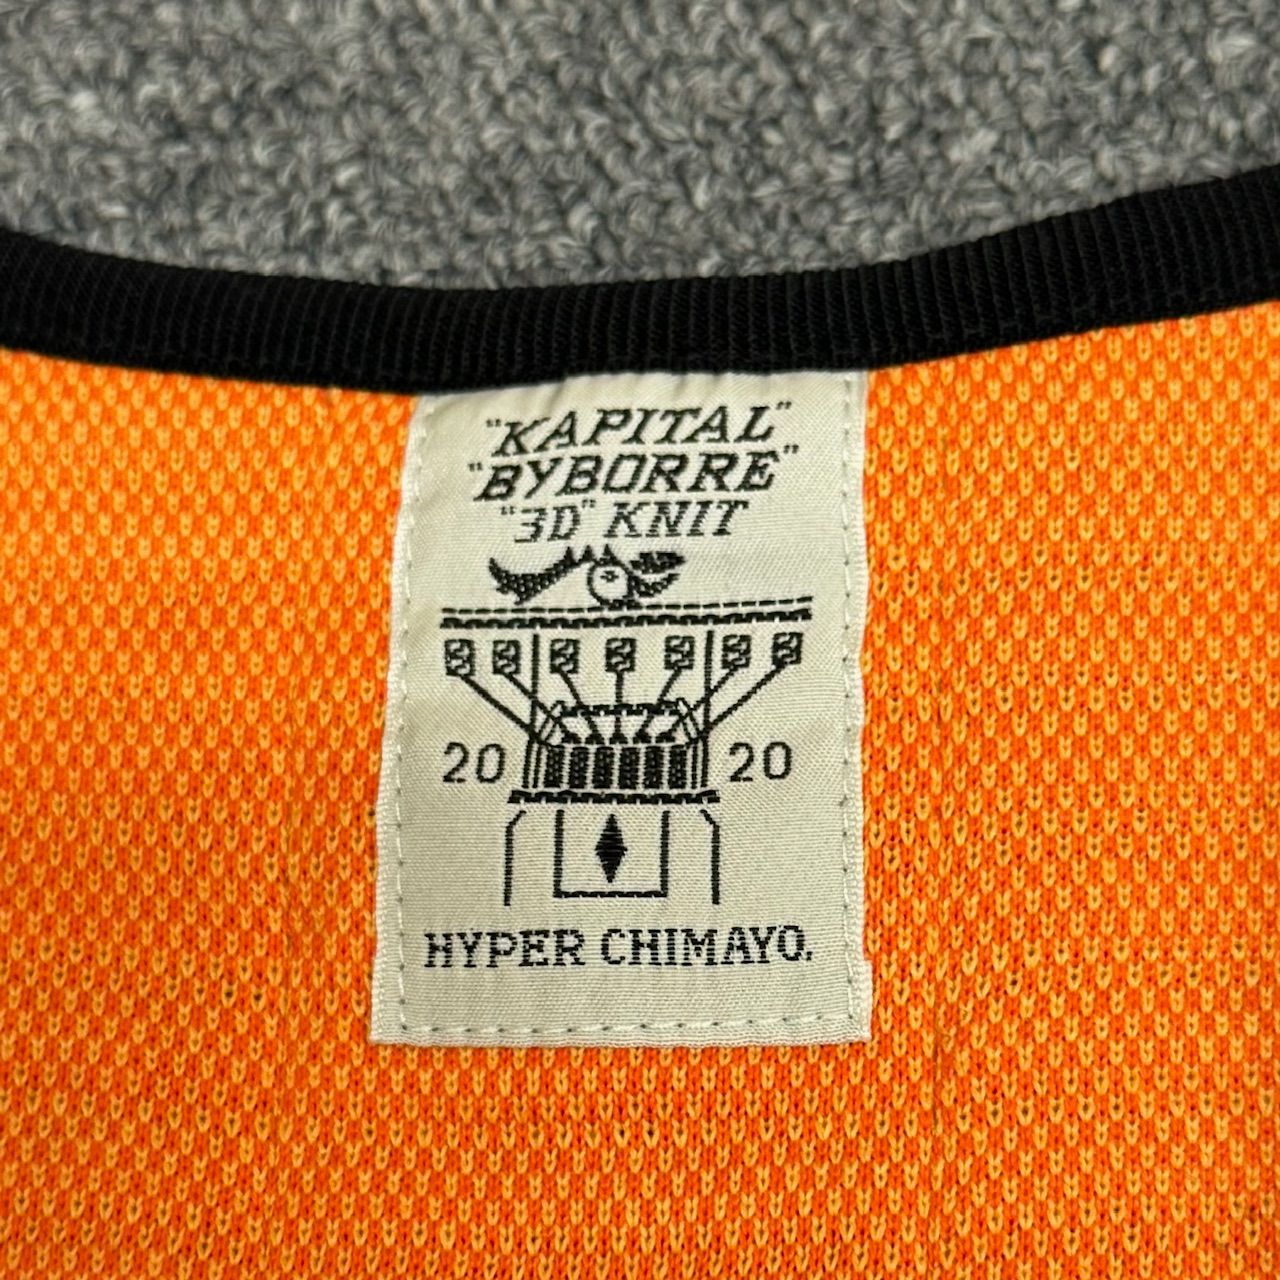 "KAPITAL"
"BYBORRE"
"3D" KNIT
20 20
HYPER CHIMAYO.